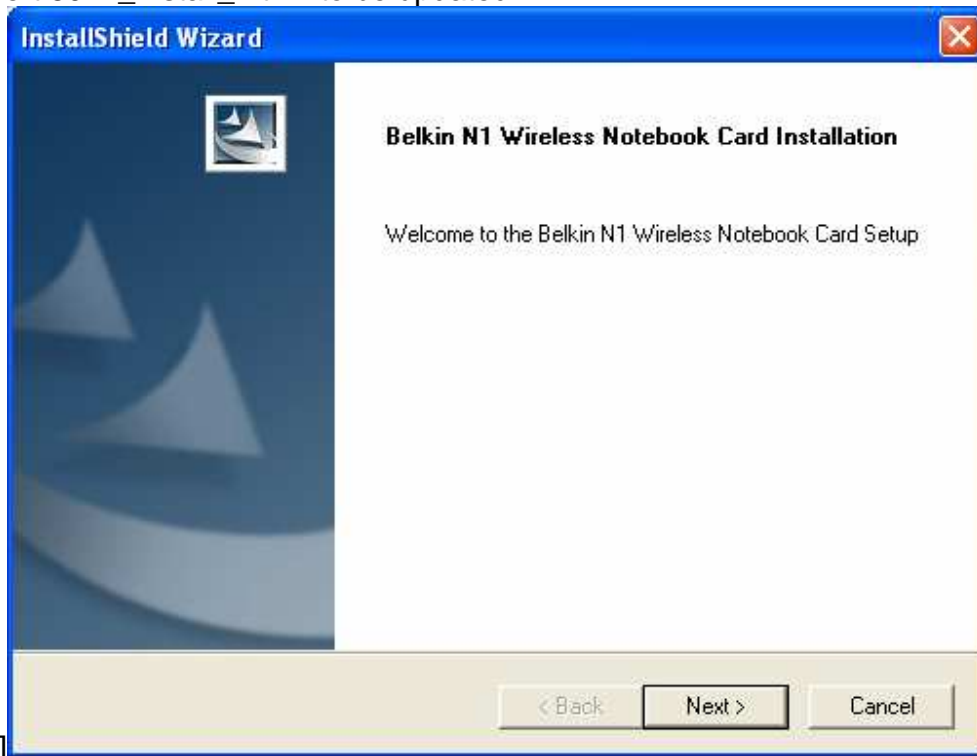 InstallShield Wizard
Belkin N1 Wireless Notebook Card Installation
Welcome to the Belkin N1 Wireless Notebook Card Setup
< Back
Next >
Cancel
]